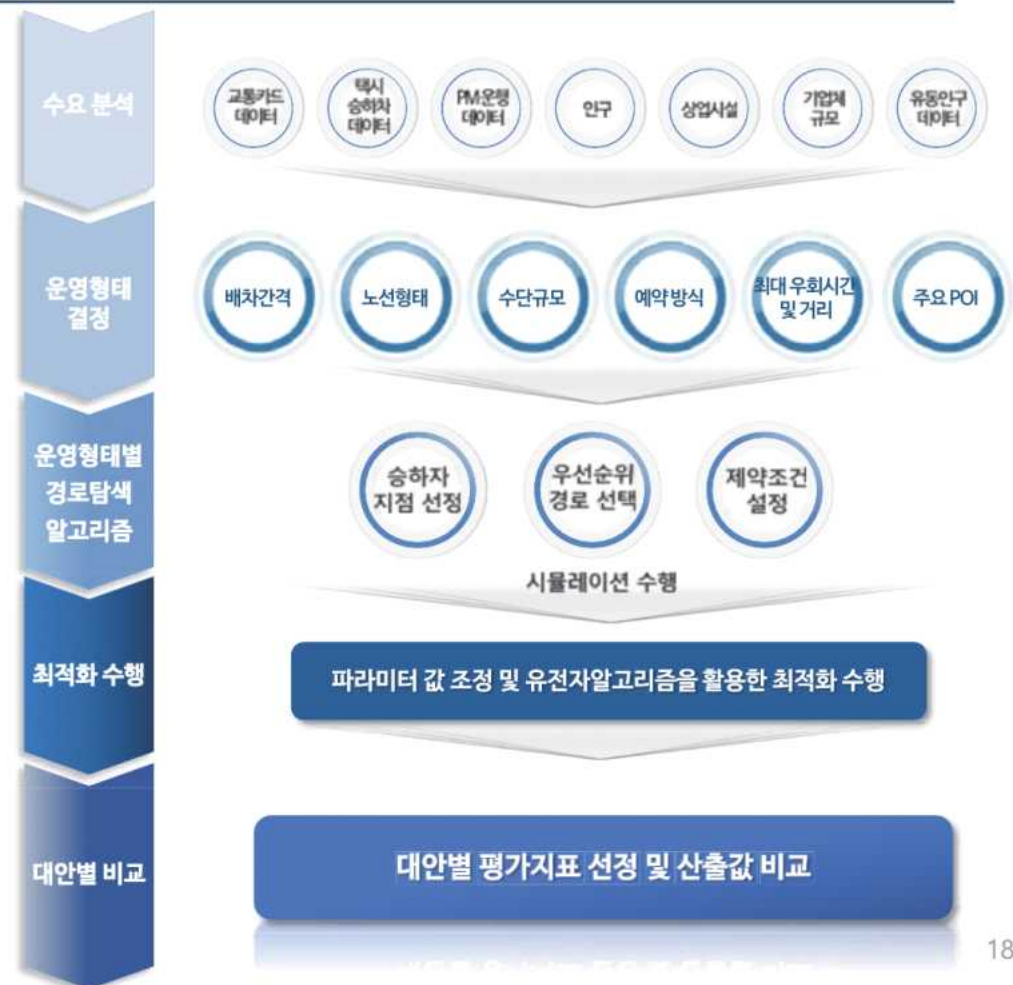 수요 분석
교통카드
데이터
택시
승하차
데이터
PM운행
데이터
인구
상업시설
기업체
규모
유동인구
데이터
운영형태
결정
배차간격
노선형태
수단규모
예약 방식
최대 우회시간
및 거리
주요 POI
운영형태별
경로탐색
알고리즘
승하자
지점 선정
우선순위
경로 선택
제약조건
설정
시뮬레이션 수행
최적화 수행
파라미터 값 조정 및 유전자알고리즘을 활용한 최적화 수행
대안별 비교
대안별 평가지표 선정 및 산출값 비교
18